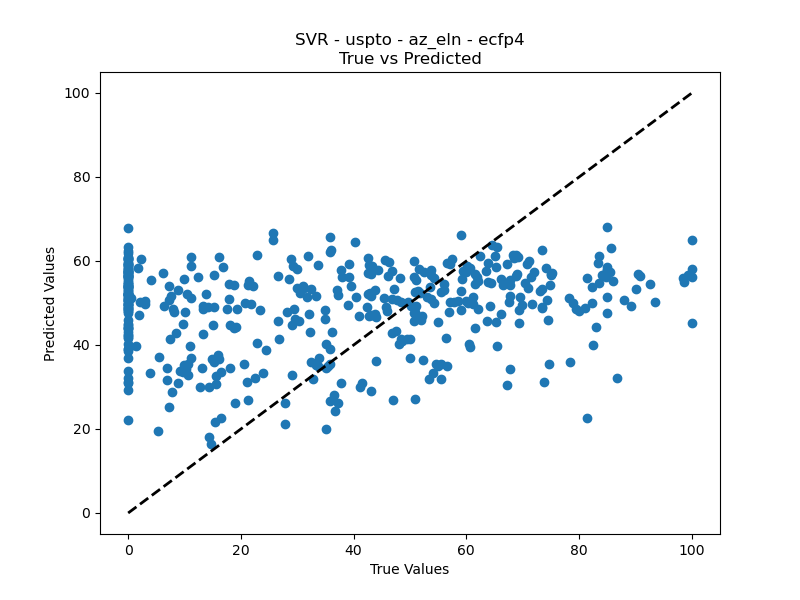 SVR - uspto - az_eln - ecfp4
True vs Predicted
100
80
60
40
20
0
Predicted Values
0 20 40 60 80 100
True Values